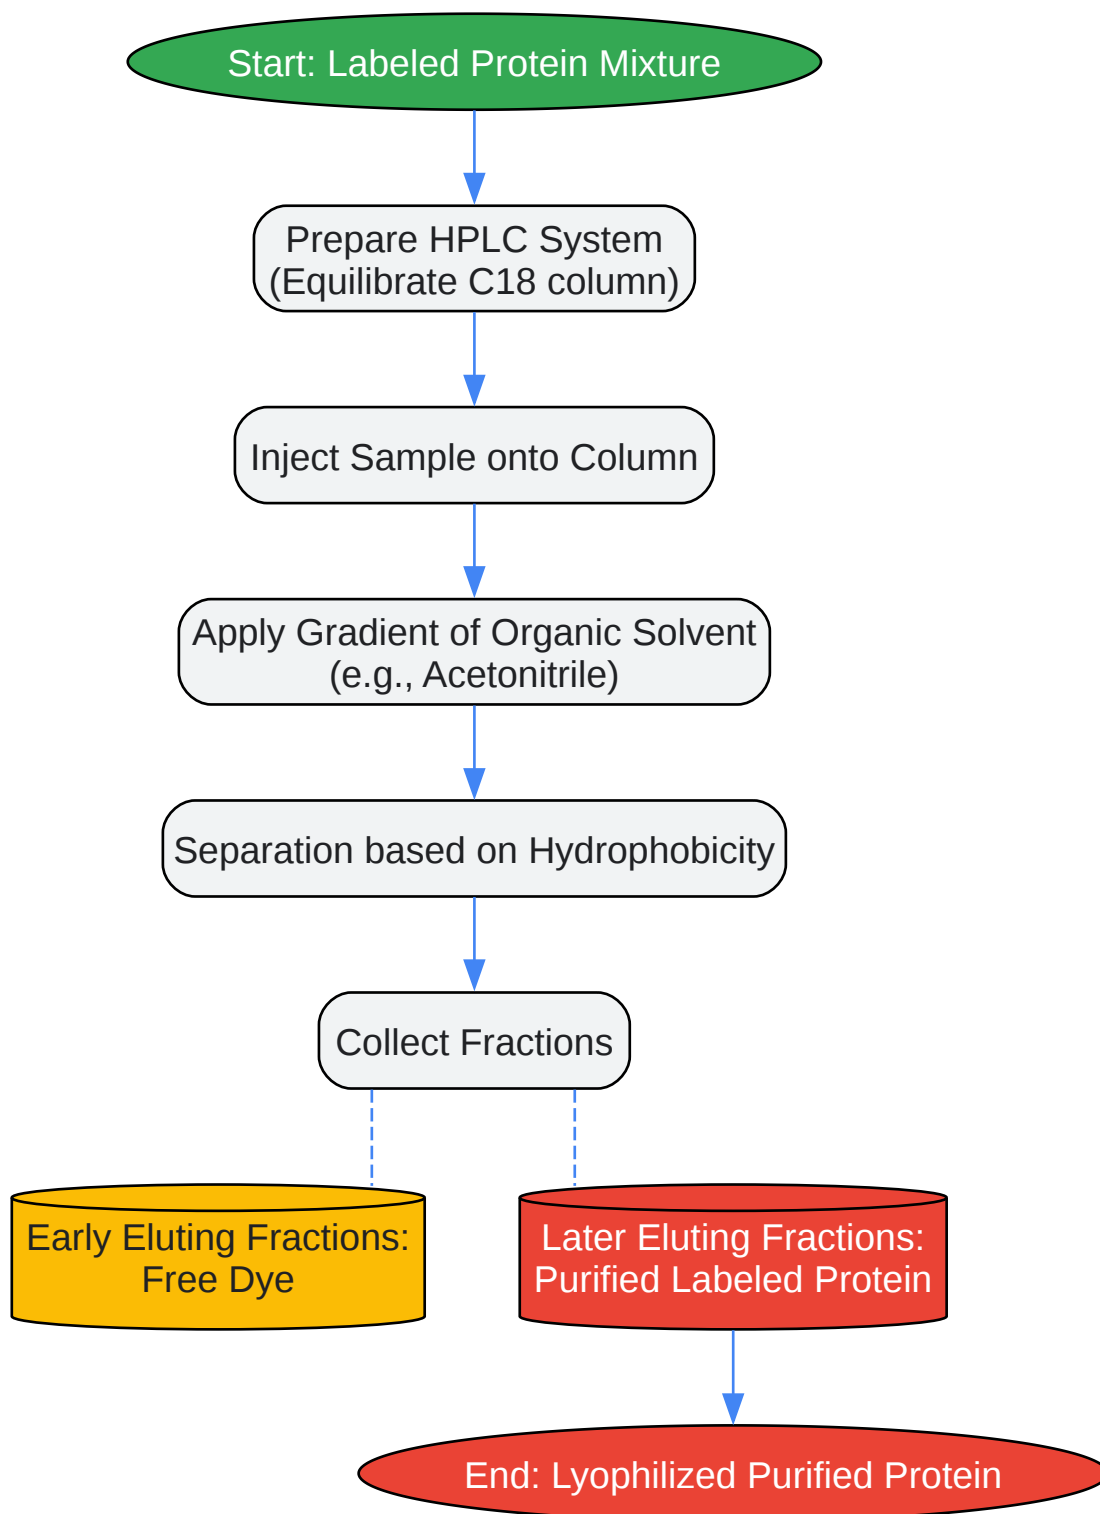 Start: Labeled Protein Mixture
Prepare HPLC System
(Equilibrate C18 column)
Inject Sample onto Column
Apply Gradient of Organic Solvent
(e.g., Acetonitrile)
Separation based on Hydrophobicity
Collect Fractions
Early Eluting Fractions:
Free Dye
Later Eluting Fractions:
Purified Labeled Protein
End: Lyophilized Purified Protein